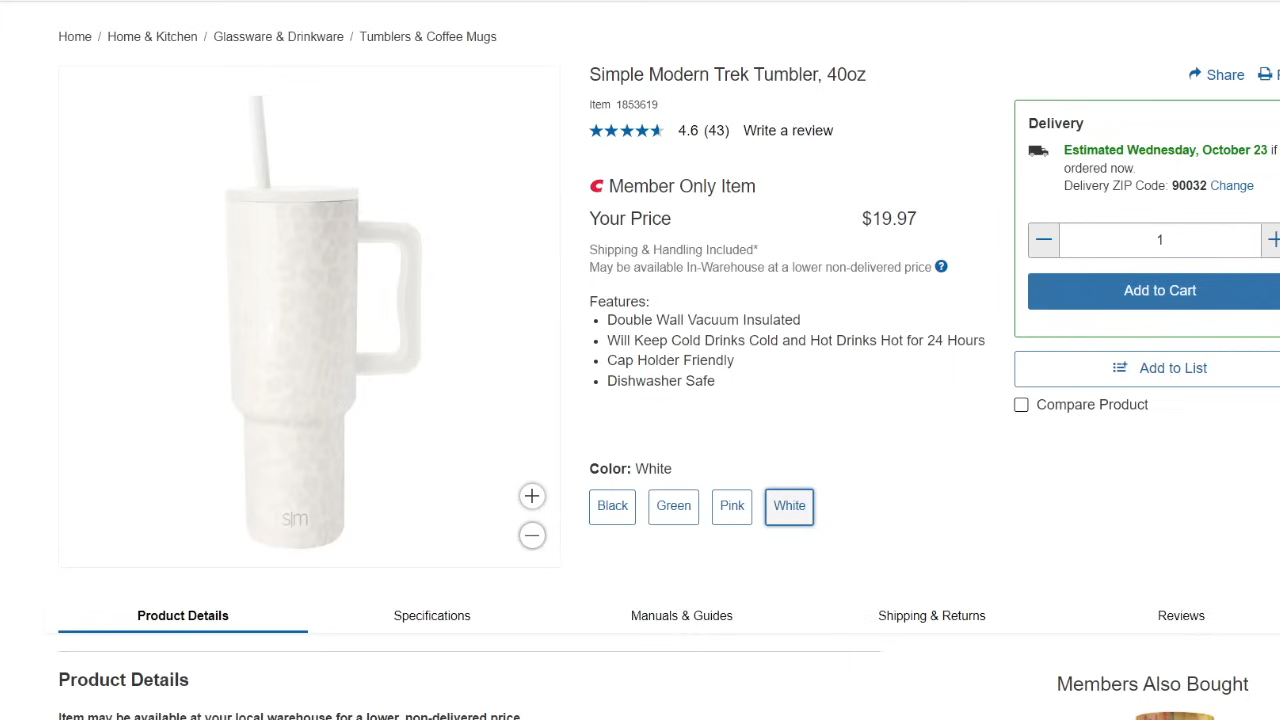 Home / Home & Kitchen / Glassware & Drinkware / Tumblers & Coffee Mugs
Simple Modern Trek Tumbler, 40oz
Item 1853619
4.6 (43) Write a review
Member Only Item
Your Price $19.97
Shipping & Handling Included*
May be available In-Warehouse at a lower non-delivered price ?
Features:
• Double Wall Vacuum Insulated
• Will Keep Cold Drinks Cold and Hot Drinks Hot for 24 Hours
• Cap Holder Friendly
• Dishwasher Safe
Color: White
Black Green Pink White
sm
Share
Delivery
Estimated Wednesday, October 23 if
ordered now.
Delivery ZIP Code: 90032 Change
1
Add to Cart
Add to List
Compare Product
Product Details Specifications Manuals & Guides Shipping & Returns Reviews
Product Details
Item may be available at your local warehouse for a lower, non-delivered price
Members Also Bought